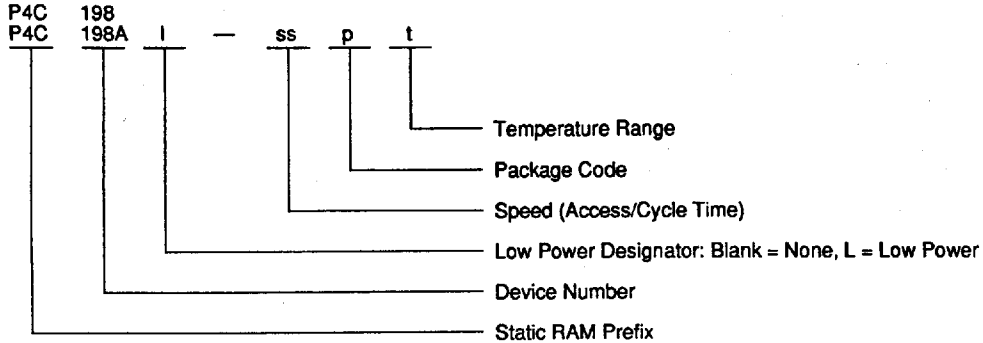 P4C 198
P4C 198A l — ss p t
Temperature Range
Package Code
Speed (Access/Cycle Time)
Low Power Designator: Blank = None, L = Low Power
Device Number
Static RAM Prefix